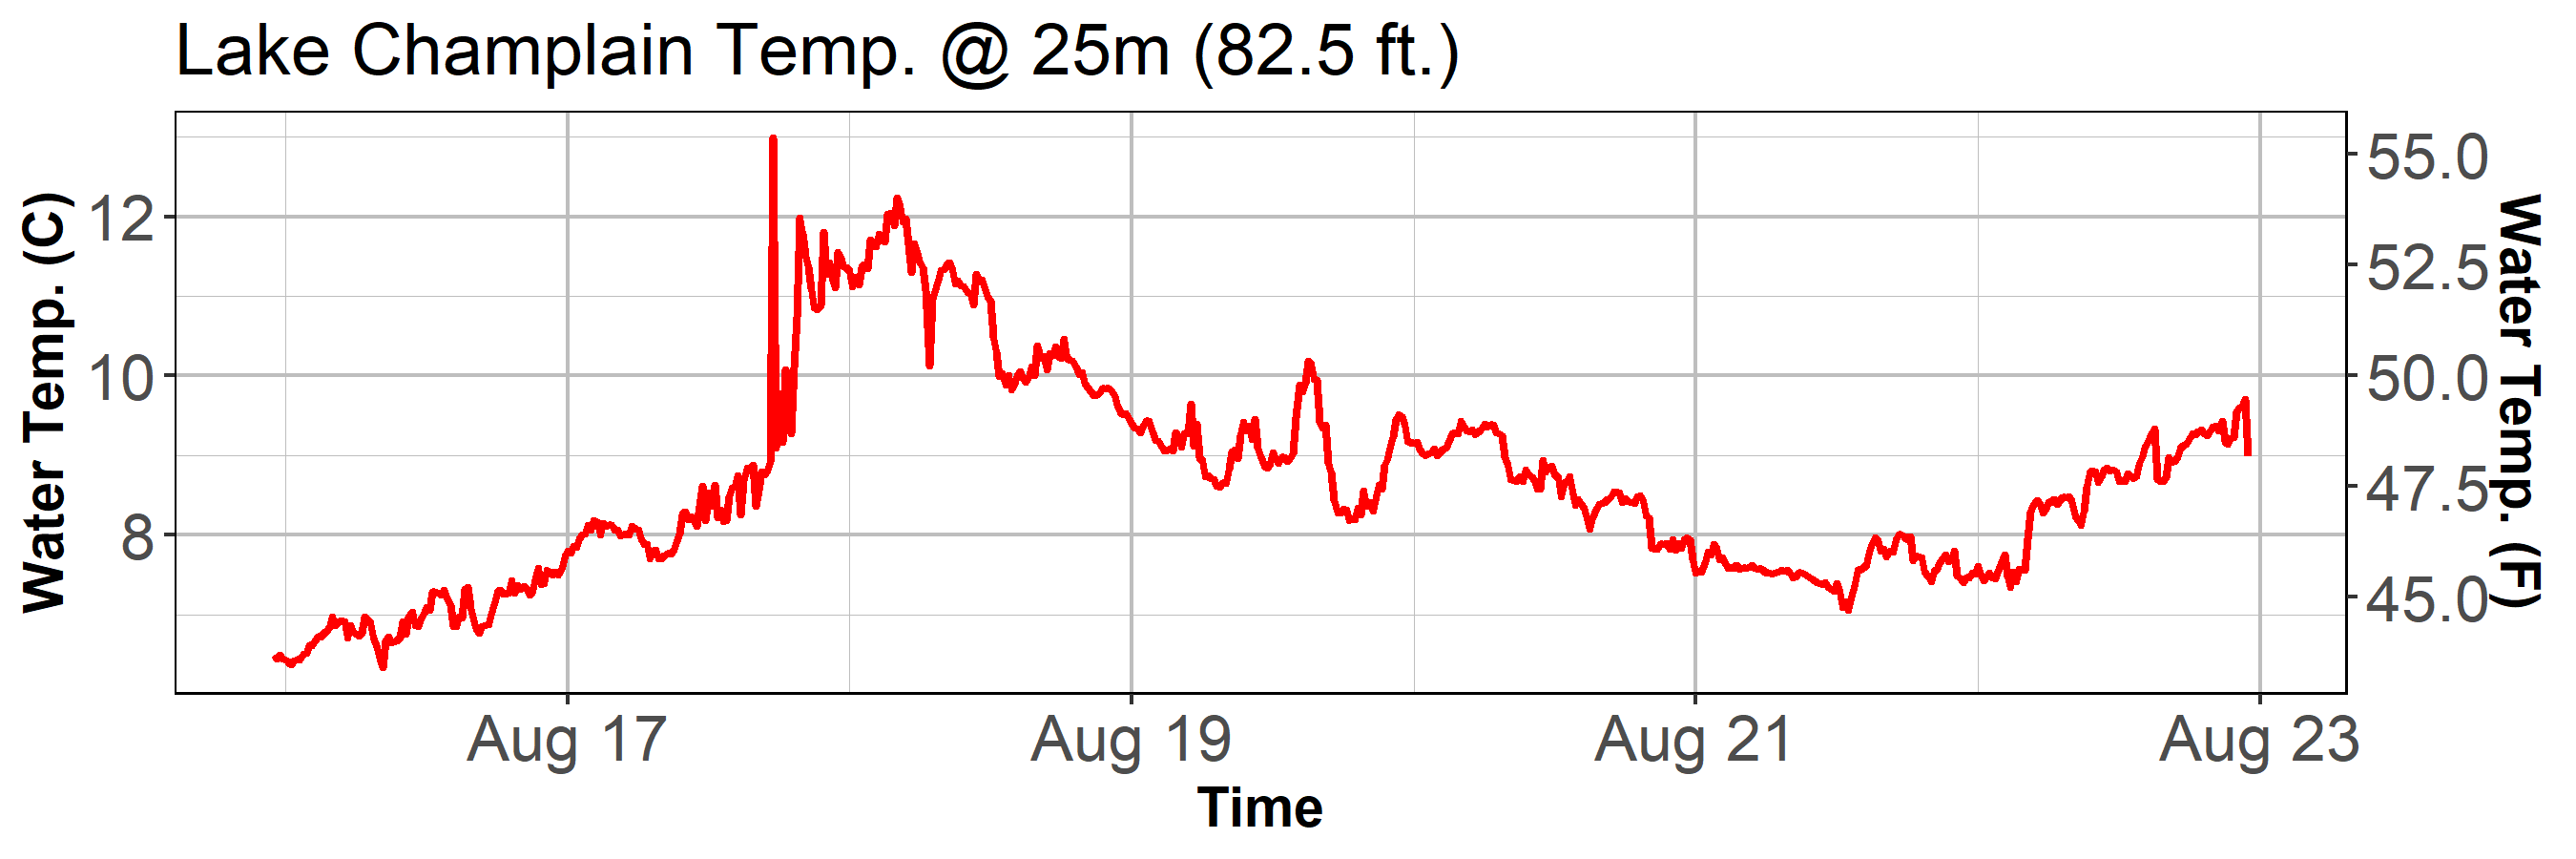 Lake Champlain Temp. @ 25m (82.5 ft.)
Water Temp. (C)
12
10
8
55.0
52.5
50.0
47.5
45.0
Water Temp. (F)
Aug 17 Aug 19 Aug 21 Aug 23
Time